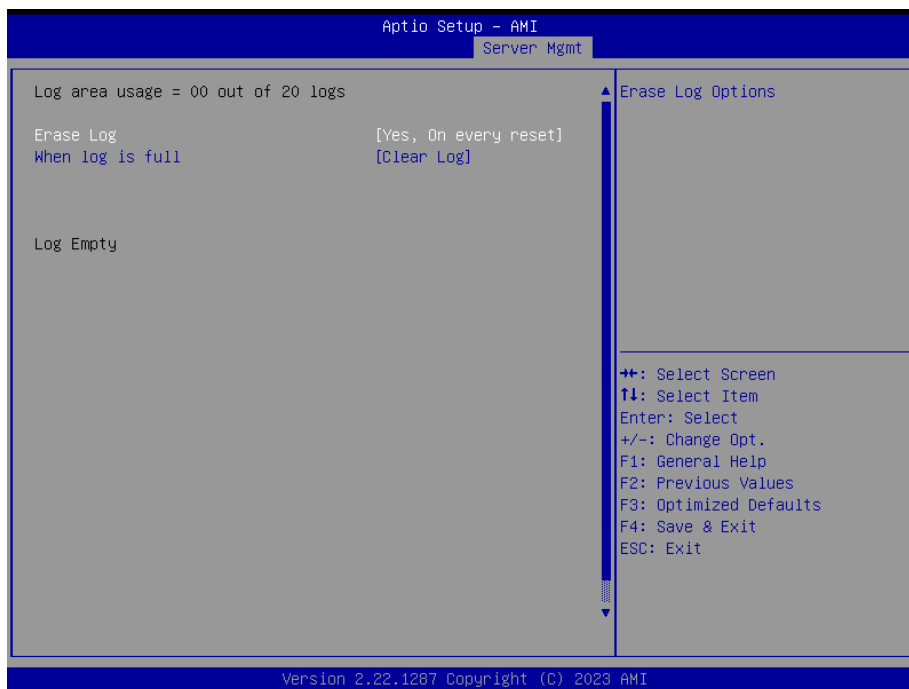 Aptio Setup – AMI
Server Mgmt
Log area usage = 00 out of 20 logs
Erase Log [Yes, On every reset]
When log is full [Clear Log]
Log Empty
Erase Log Options
→←: Select Screen
↑↓: Select Item
Enter: Select
+/-: Change Opt.
F1: General Help
F2: Previous Values
F3: Optimized Defaults
F4: Save & Exit
ESC: Exit
Version 2.22.1287 Copyright (C) 2023 AMI